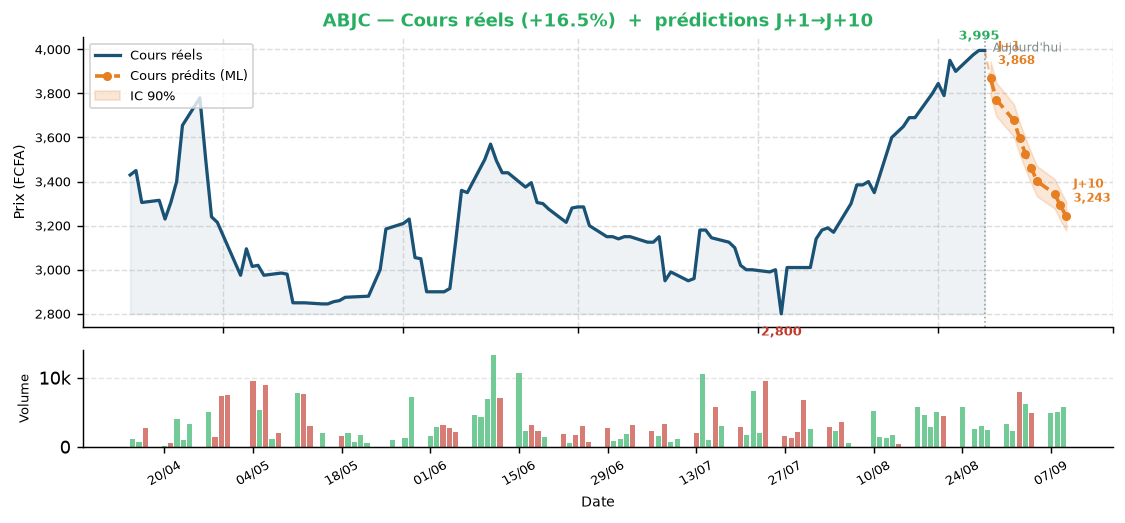 ABJC — Cours réels (+16.5%) + prédictions J+1→J+10
Cours réels
Cours prédits (ML)
IC 90%
3,995
Aujourd'hui
J+1
3,868
J+10
3,243
2,800
Prix (FCFA)
4,000
3,800
3,600
3,400
3,200
3,000
2,800
Volume
10k
0
20/04
04/05
18/05
01/06
15/06
29/06
13/07
27/07
10/08
24/08
07/09
Date